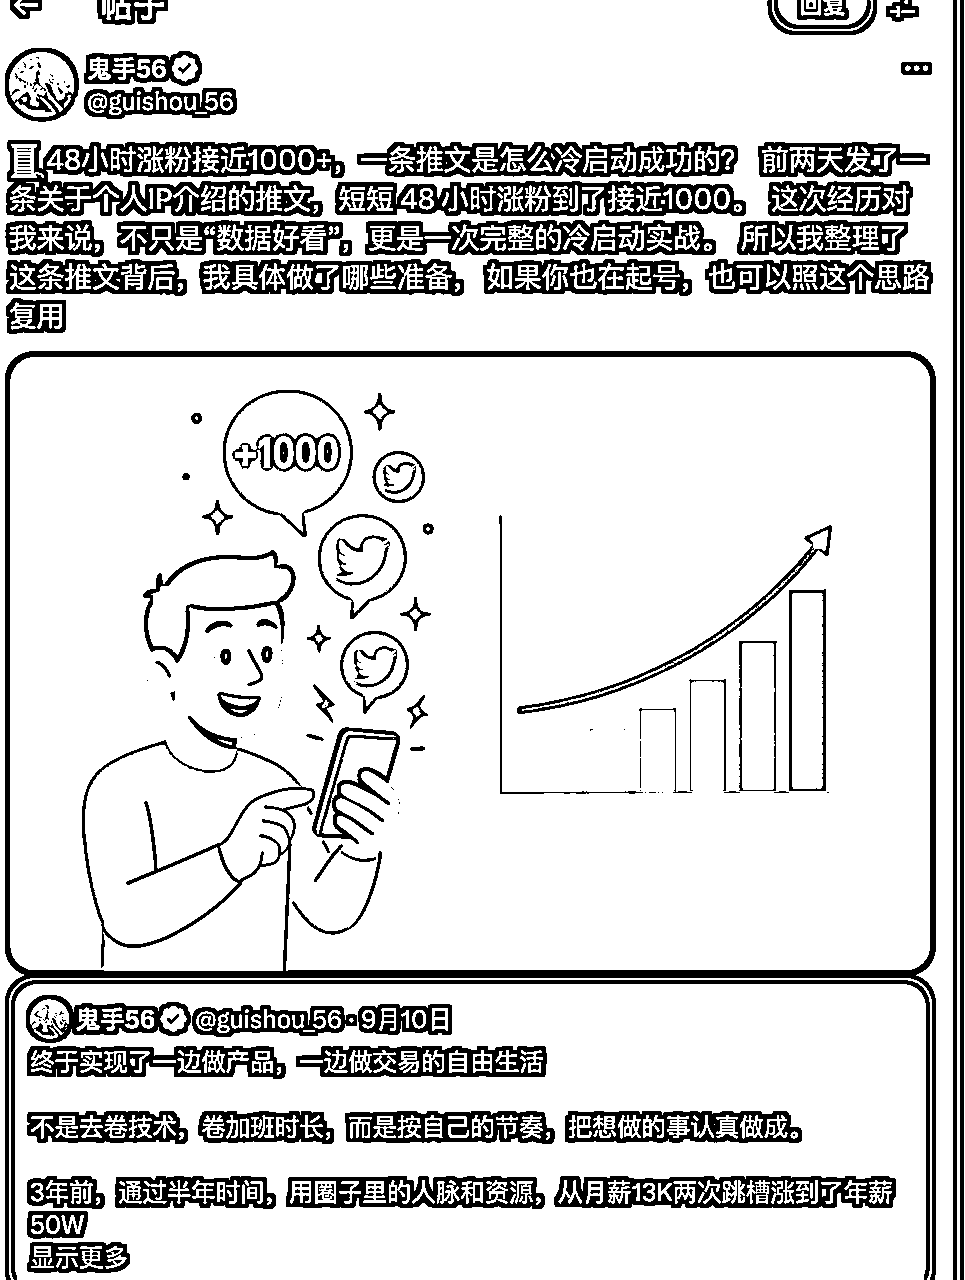 帖子
回复
鬼手56
@guishou_56
48小时涨粉接近1000+，一条推文是怎么冷启动成功的？ 前两天发了一
条关于个人IP介绍的推文，短短 48 小时涨粉到了接近1000。 这次经历对
我来说，不只是“数据好看”，更是一次完整的冷启动实战。 所以我整理了
这条推文背后，我具体做了哪些准备， 如果你也在起号，也可以照这个思路
复用
+1000
鬼手56 @guishou_56·9月10日
终于实现了一边做产品，一边做交易的自由生活
不是去卷技术，卷加班时长，而是按自己的节奏，把想做的事认真做成。
3年前，通过半年时间，用圈子里的人脉和资源，从月薪13K两次跳槽涨到了年薪
50W
显示更多